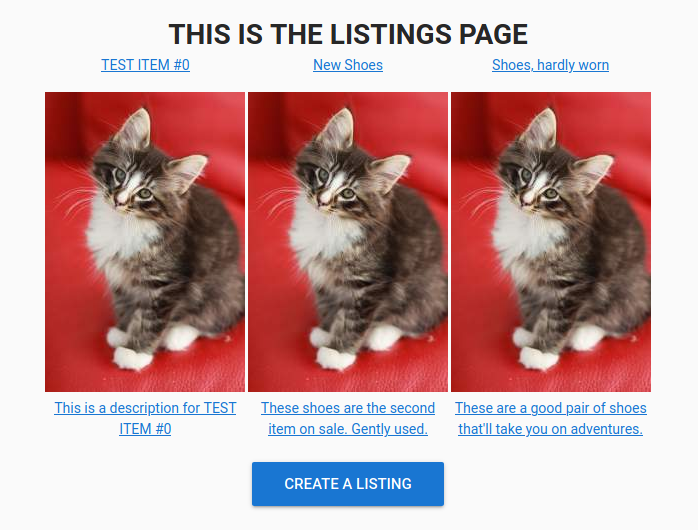 THIS IS THE LISTINGS PAGE
TEST ITEM #0
New Shoes
Shoes, hardly worn
This is a description for TEST
ITEM #0
These shoes are the second
item on sale. Gently used.
These are a good pair of shoes
that'll take you on adventures.
CREATE A LISTING